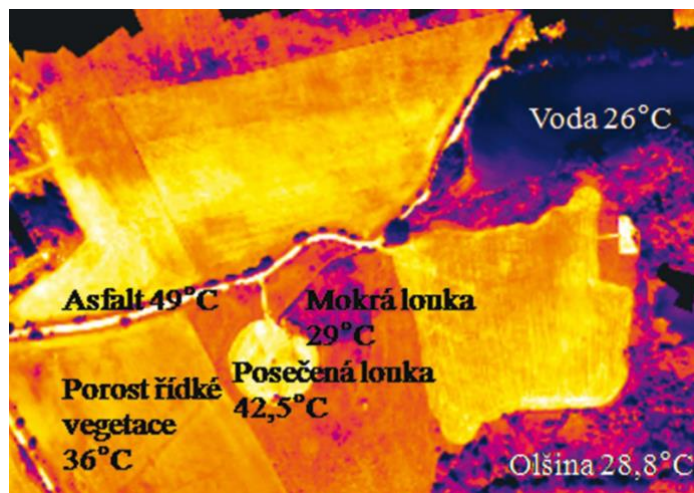 Voda 26°C
Asfalt 49°C
Mokrá louka
29°C
Posečená louka
42,5°C
Porost řídké
vegetace
36°C
Olšina 28,8°C